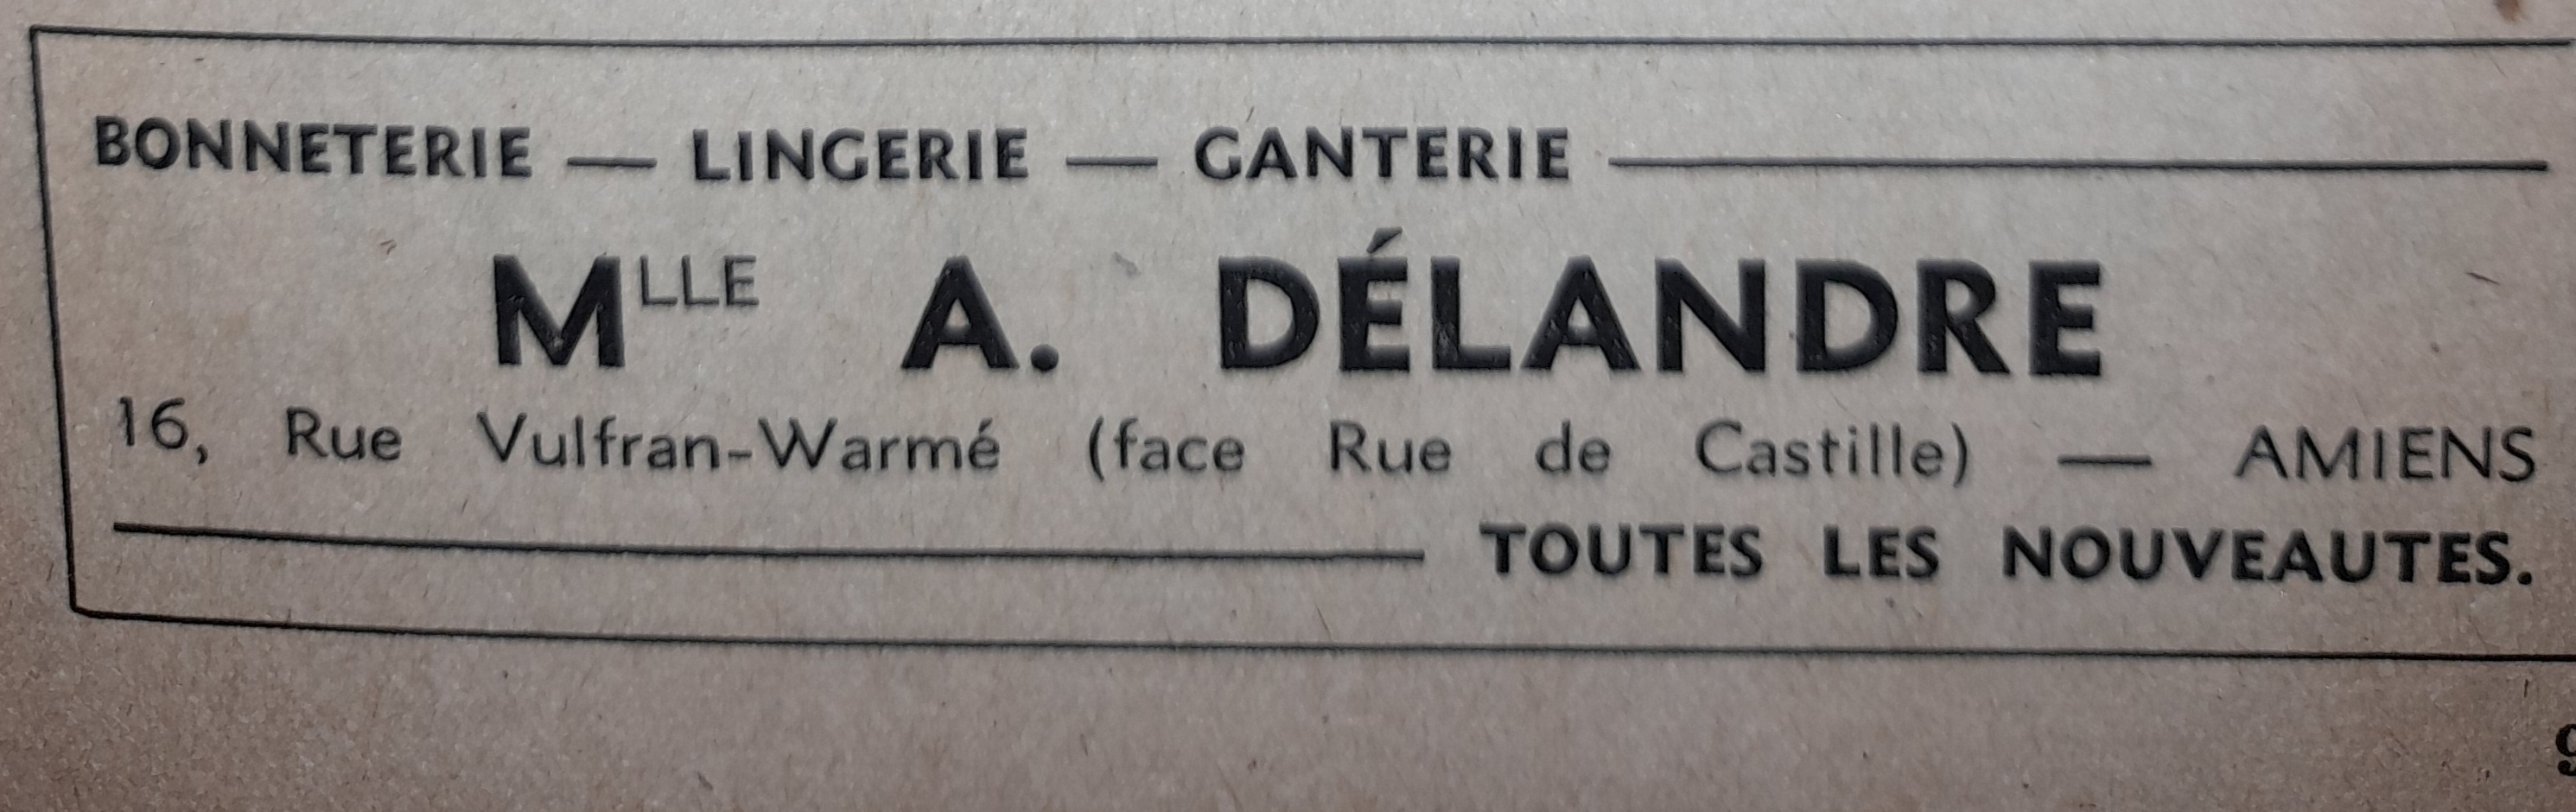 BONNETERIE — LINGERIE — GANTERIE
MLLE A. DÉLANDRE
16, Rue Vulfran-Warmé (face Rue de Castille) — AMIENS
TOUTES LES NOUVEAUTES.